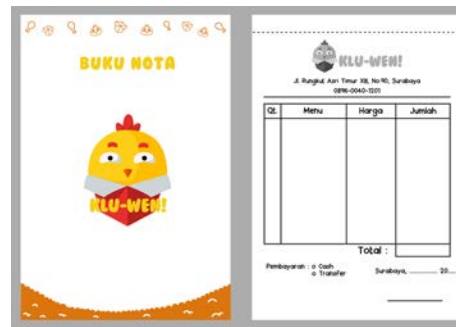 BUKU NOTA
KLU-WEN!
KLU-WEN!
Jl. Rungkut Asri Timur XIII, No 90, Surabaya
0896-0040-1201
Qt. Menu Harga Jumlah
Total :
Pembayaran : o Cash
o Transfer
Surabaya, ............. 20.....